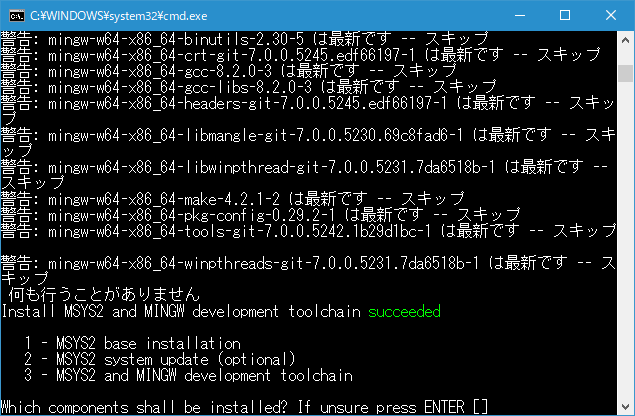 C:¥WINDOWS¥system32¥cmd.exe
警告: mingw-w64-x86_64-binutils-2.30-5 は最新です -- スキップ
警告: mingw-w64-x86_64-crt-git-7.0.0.5245.edf66197-1 は最新です -- スキップ
警告: mingw-w64-x86_64-gcc-8.2.0-3 は最新です -- スキップ
警告: mingw-w64-x86_64-gcc-libs-8.2.0-3 は最新です -- スキップ
警告: mingw-w64-x86_64-headers-git-7.0.0.5245.edf66197-1 は最新です -- スキッ
プ
警告: mingw-w64-x86_64-libmangle-git-7.0.0.5230.69c8fad6-1 は最新です -- スキ
ップ
警告: mingw-w64-x86_64-libwinpthread-git-7.0.0.5231.7da6518b-1 は最新です --
スキップ
警告: mingw-w64-x86_64-make-4.2.1-2 は最新です -- スキップ
警告: mingw-w64-x86_64-pkg-config-0.29.2-1 は最新です -- スキップ
警告: mingw-w64-x86_64-tools-git-7.0.0.5242.1b29d1bc-1 は最新です -- スキップ
警告: mingw-w64-x86_64-winpthreads-git-7.0.0.5231.7da6518b-1 は最新です -- ス
キップ
何も行うことがありません
Install MSYS2 and MINGW development toolchain succeeded
1 - MSYS2 base installation
2 - MSYS2 system update (optional)
3 - MSYS2 and MINGW development toolchain
Which components shall be installed? If unsure press ENTER []